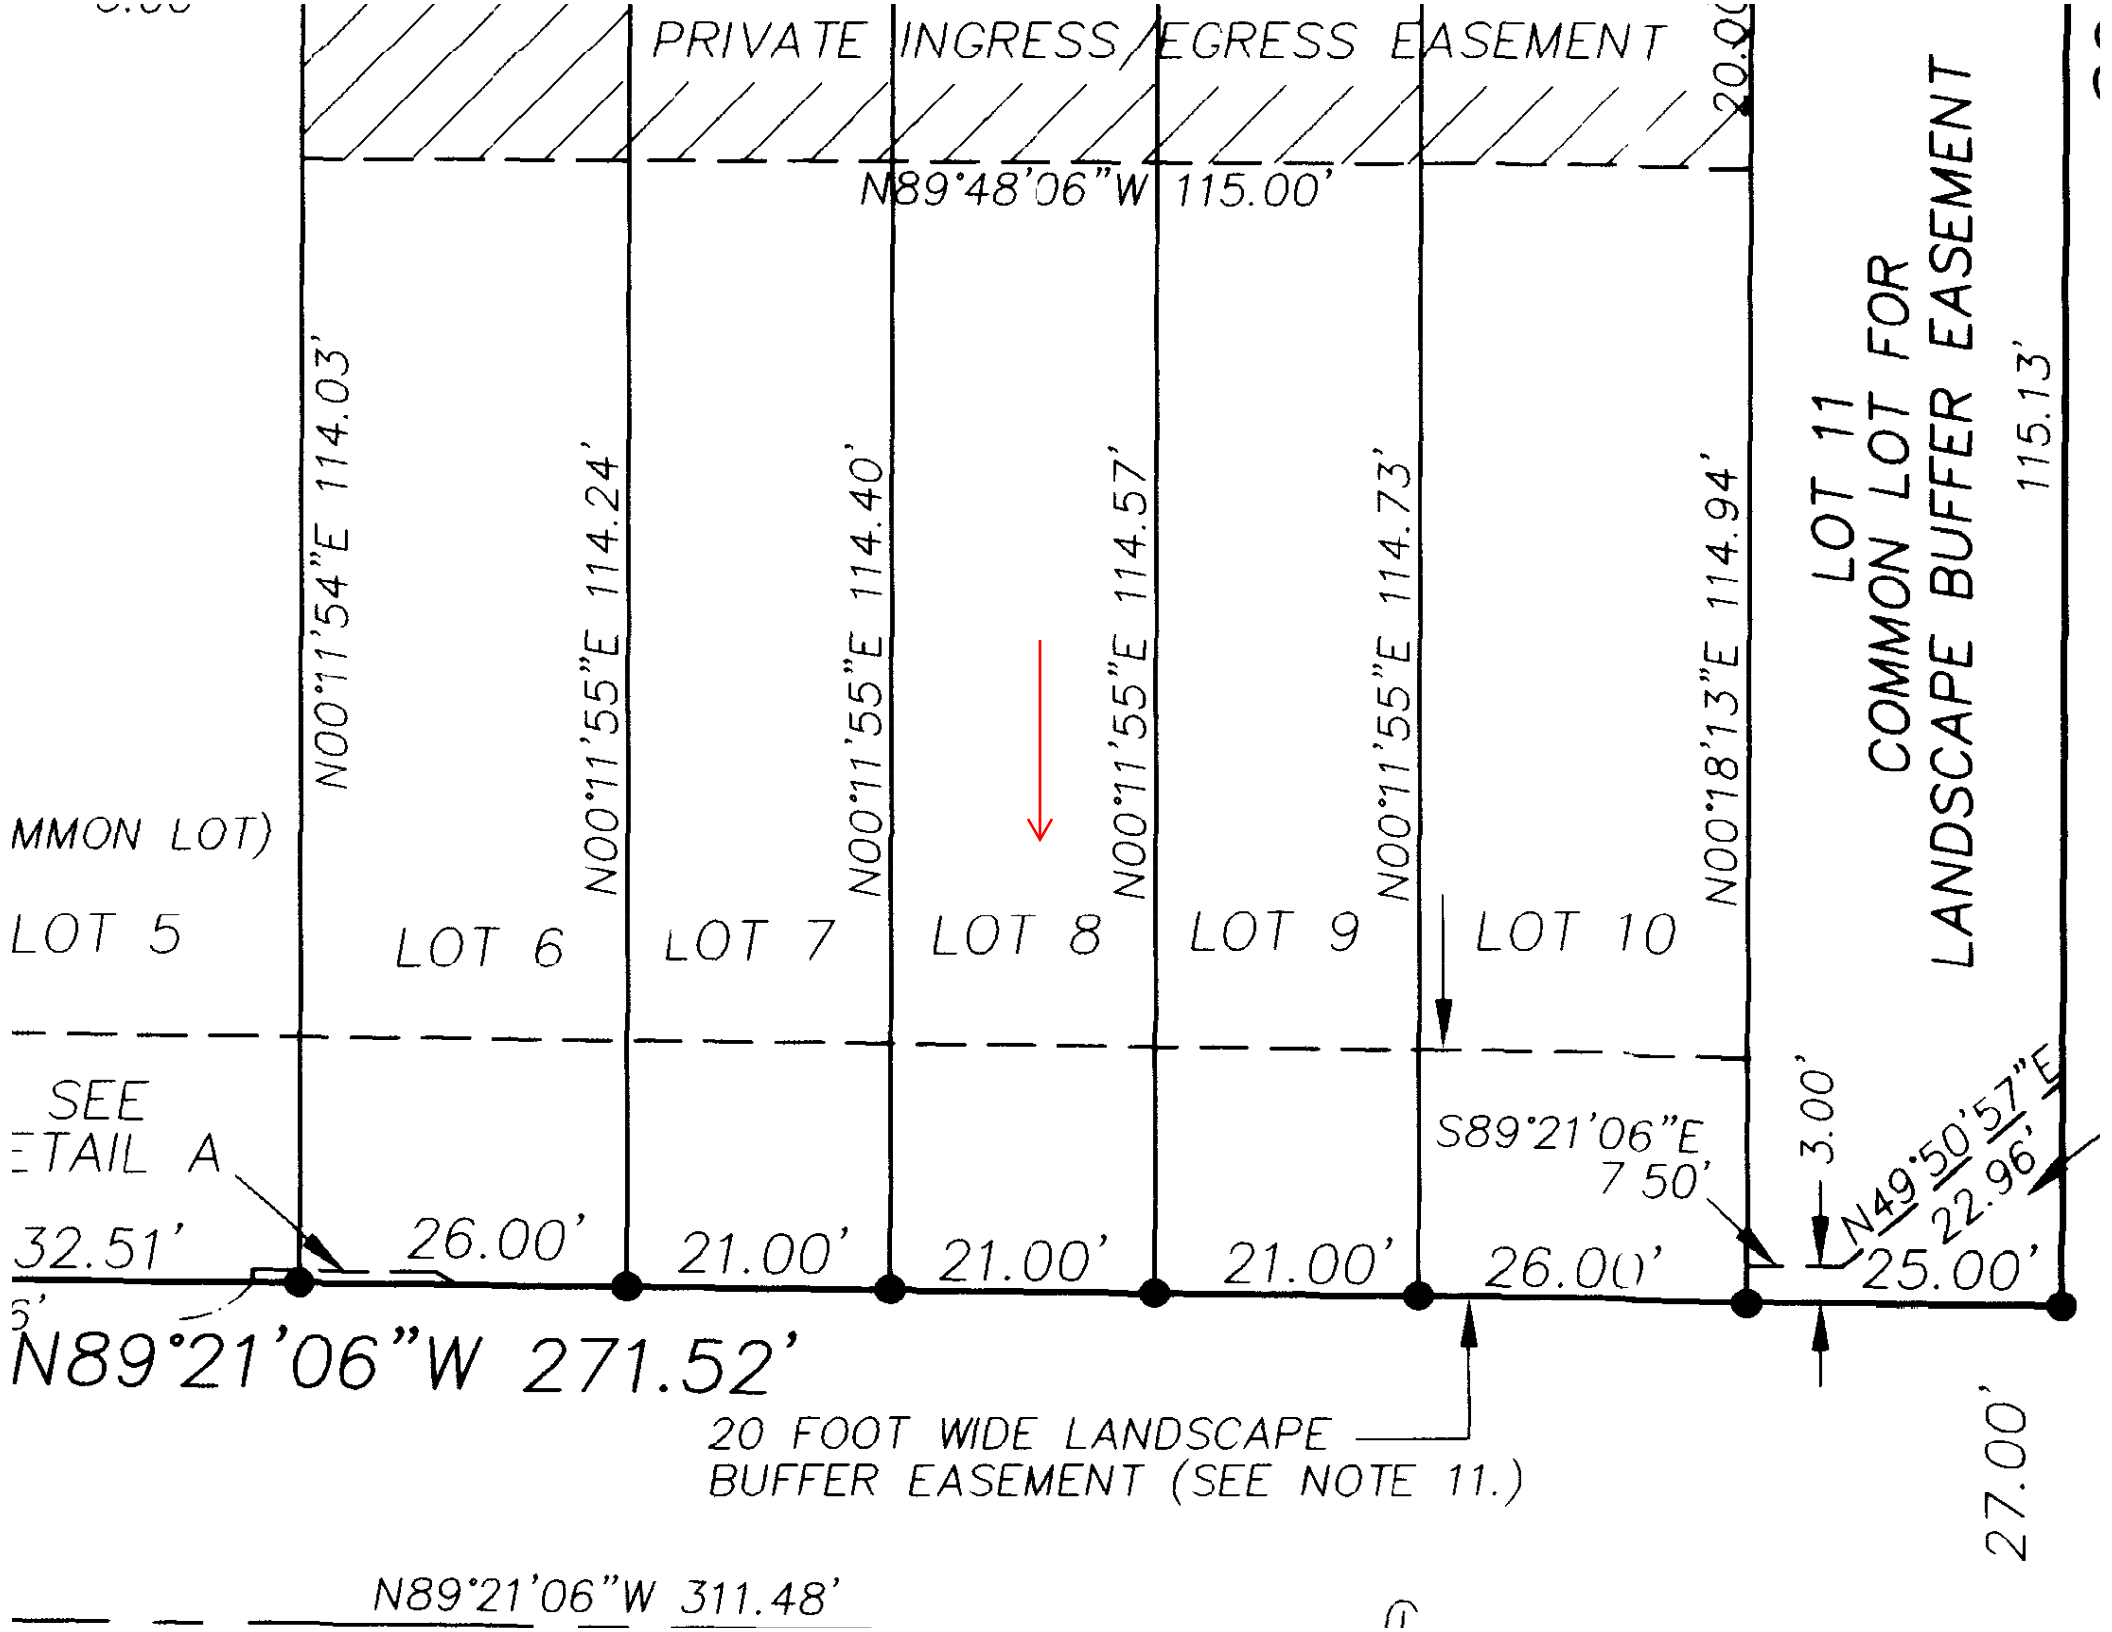 PRIVATE INGRESS/EGRESS EASEMENT
20.00
N89°48'06"W 115.00'
N00°11'54"E 114.03'
N00°11'55"E 114.24'
N00°11'55"E 114.40'
N00°11'55"E 114.57'
N00°11'55"E 114.73'
N00°18'13"E 114.94'
LOT 11
COMMON LOT FOR
LANDSCAPE BUFFER EASEMENT
115.13'
MMON LOT)
LOT 5
LOT 6
LOT 7
LOT 8
LOT 9
LOT 10
SEE
ETAIL A
S89°21'06"E
7 50'
3.00'
N49°50'57"E
22.96'
32.51'
26.00'
21.00'
21.00'
21.00'
26.00'
25.00'
N89°21'06"W 271.52'
20 FOOT WIDE LANDSCAPE
BUFFER EASEMENT (SEE NOTE 11.)
27.00'
N89°21'06"W 311.48'